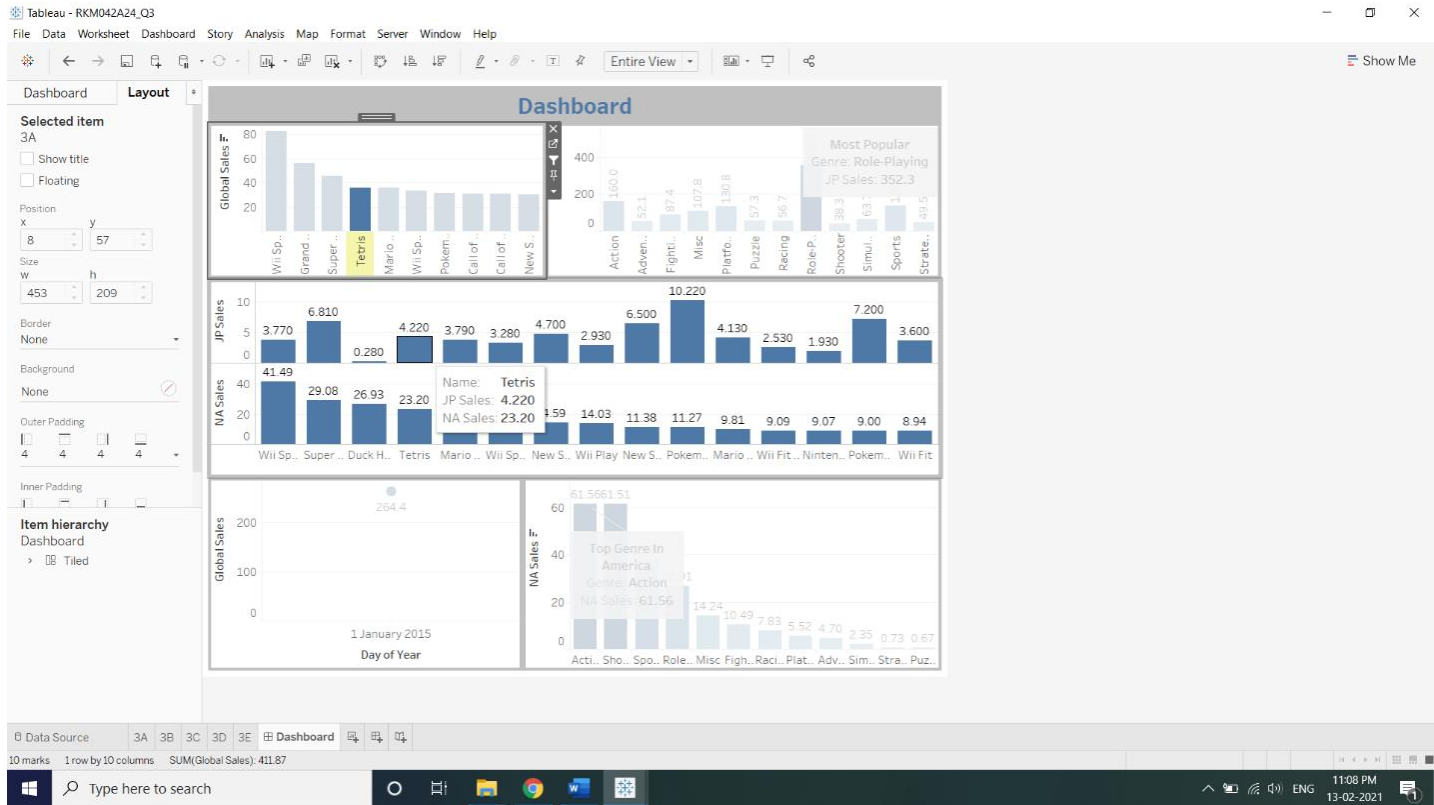 Tableau - RKM042A24_Q3
File Data Worksheet Dashboard Story Analysis Map Format Server Window Help
Entire View
Show Me
Dashboard Layout
Selected item
3A
Show title
Floating
Position
x y
8 57
Size
w h
453 209
Border
None
Background
None
Outer Padding
4 4 4 4
Inner Padding
Item hierarchy
Dashboard
Tiled
Dashboard
Global Sales
80
60
40
20
Wii Sp..
Grand ..
Super ..
Tetris
Mario ..
Wii Sp..
Pokem..
Call of ..
Call of ..
New S..
400
200
0
160.0
52.1
87.4
107.8
130.8
57.3
56.7
38.3
49.5
Most Popular
Genre: Role-Playing
JP Sales: 352.3
Action
Adven..
Fighti..
Misc
Platfo..
Puzzle
Racing
Role-P..
Shooter
Simul..
Sports
Strate..
JP Sales
10
5
0
3.770 6.810 0.280 4.220 3.790 3.280 4.700 2.930 6.500 10.220 4.130 2.530 1.930 7.200 3.600
NA Sales
40
20
0
41.49 29.08 26.93 23.20 14.03 11.38 11.27 9.81 9.09 9.07 9.00 8.94
Name: Tetris
JP Sales: 4.220
NA Sales: 23.20
Wii Sp.. Super .. Duck H.. Tetris Mario .. Wii Sp.. New S.. Wii Play New S.. Pokem.. Mario .. Wii Fit .. Ninten.. Pokem.. Wii Fit
Global Sales
200
100
0
264.4
1 January 2015
Day of Year
NA Sales
60
40
20
0
61.56 61.51
14.24 10.49 7.83 5.52 4.70 2.35 0.73 0.67
Top Genre In
America
Genre: Action
NA Sales: 61.56
Acti.. Sho.. Spo.. Role.. Misc Figh.. Raci.. Plat.. Adv.. Sim.. Stra.. Puz..
Data Source 3A 3B 3C 3D 3E Dashboard
10 marks 1 row by 10 columns SUM(Global Sales): 411.87
Type here to search
ENG
11:08 PM
13-02-2021
1